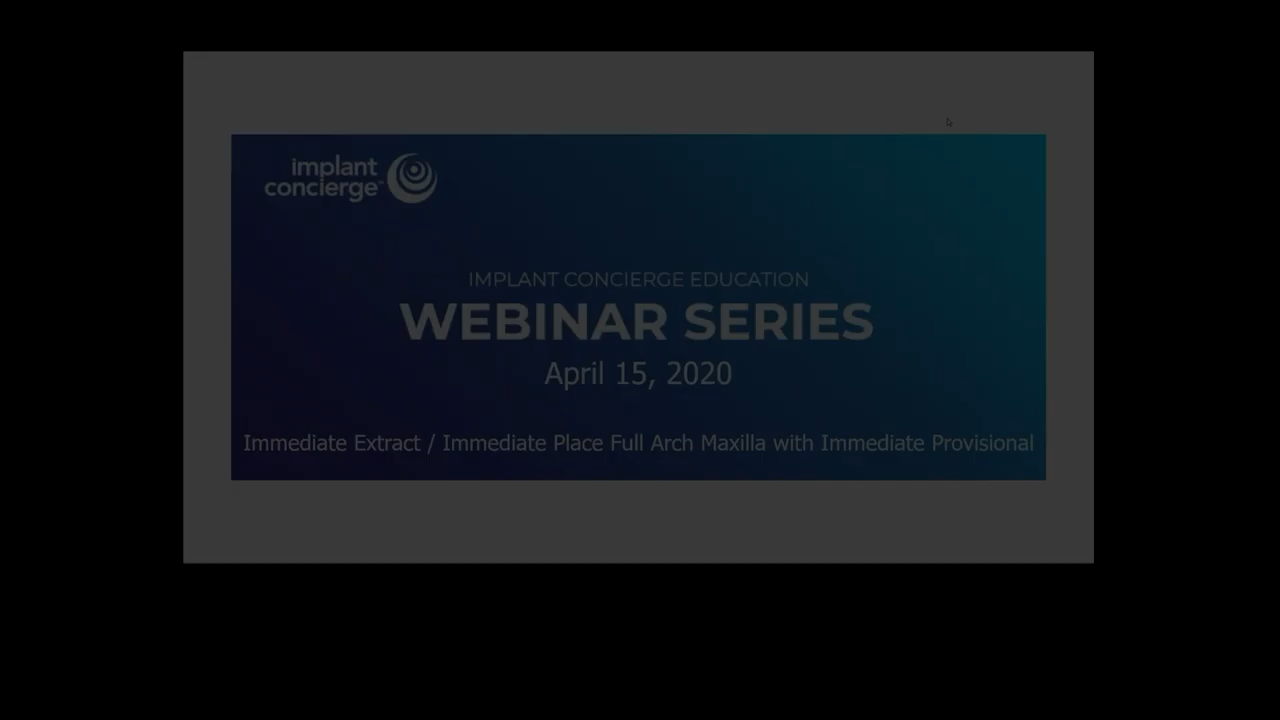 implant
concierge™
IMPLANT CONCIERGE EDUCATION
WEBINAR SERIES
April 15, 2020
Immediate Extract / Immediate Place Full Arch Maxilla with Immediate Provisional